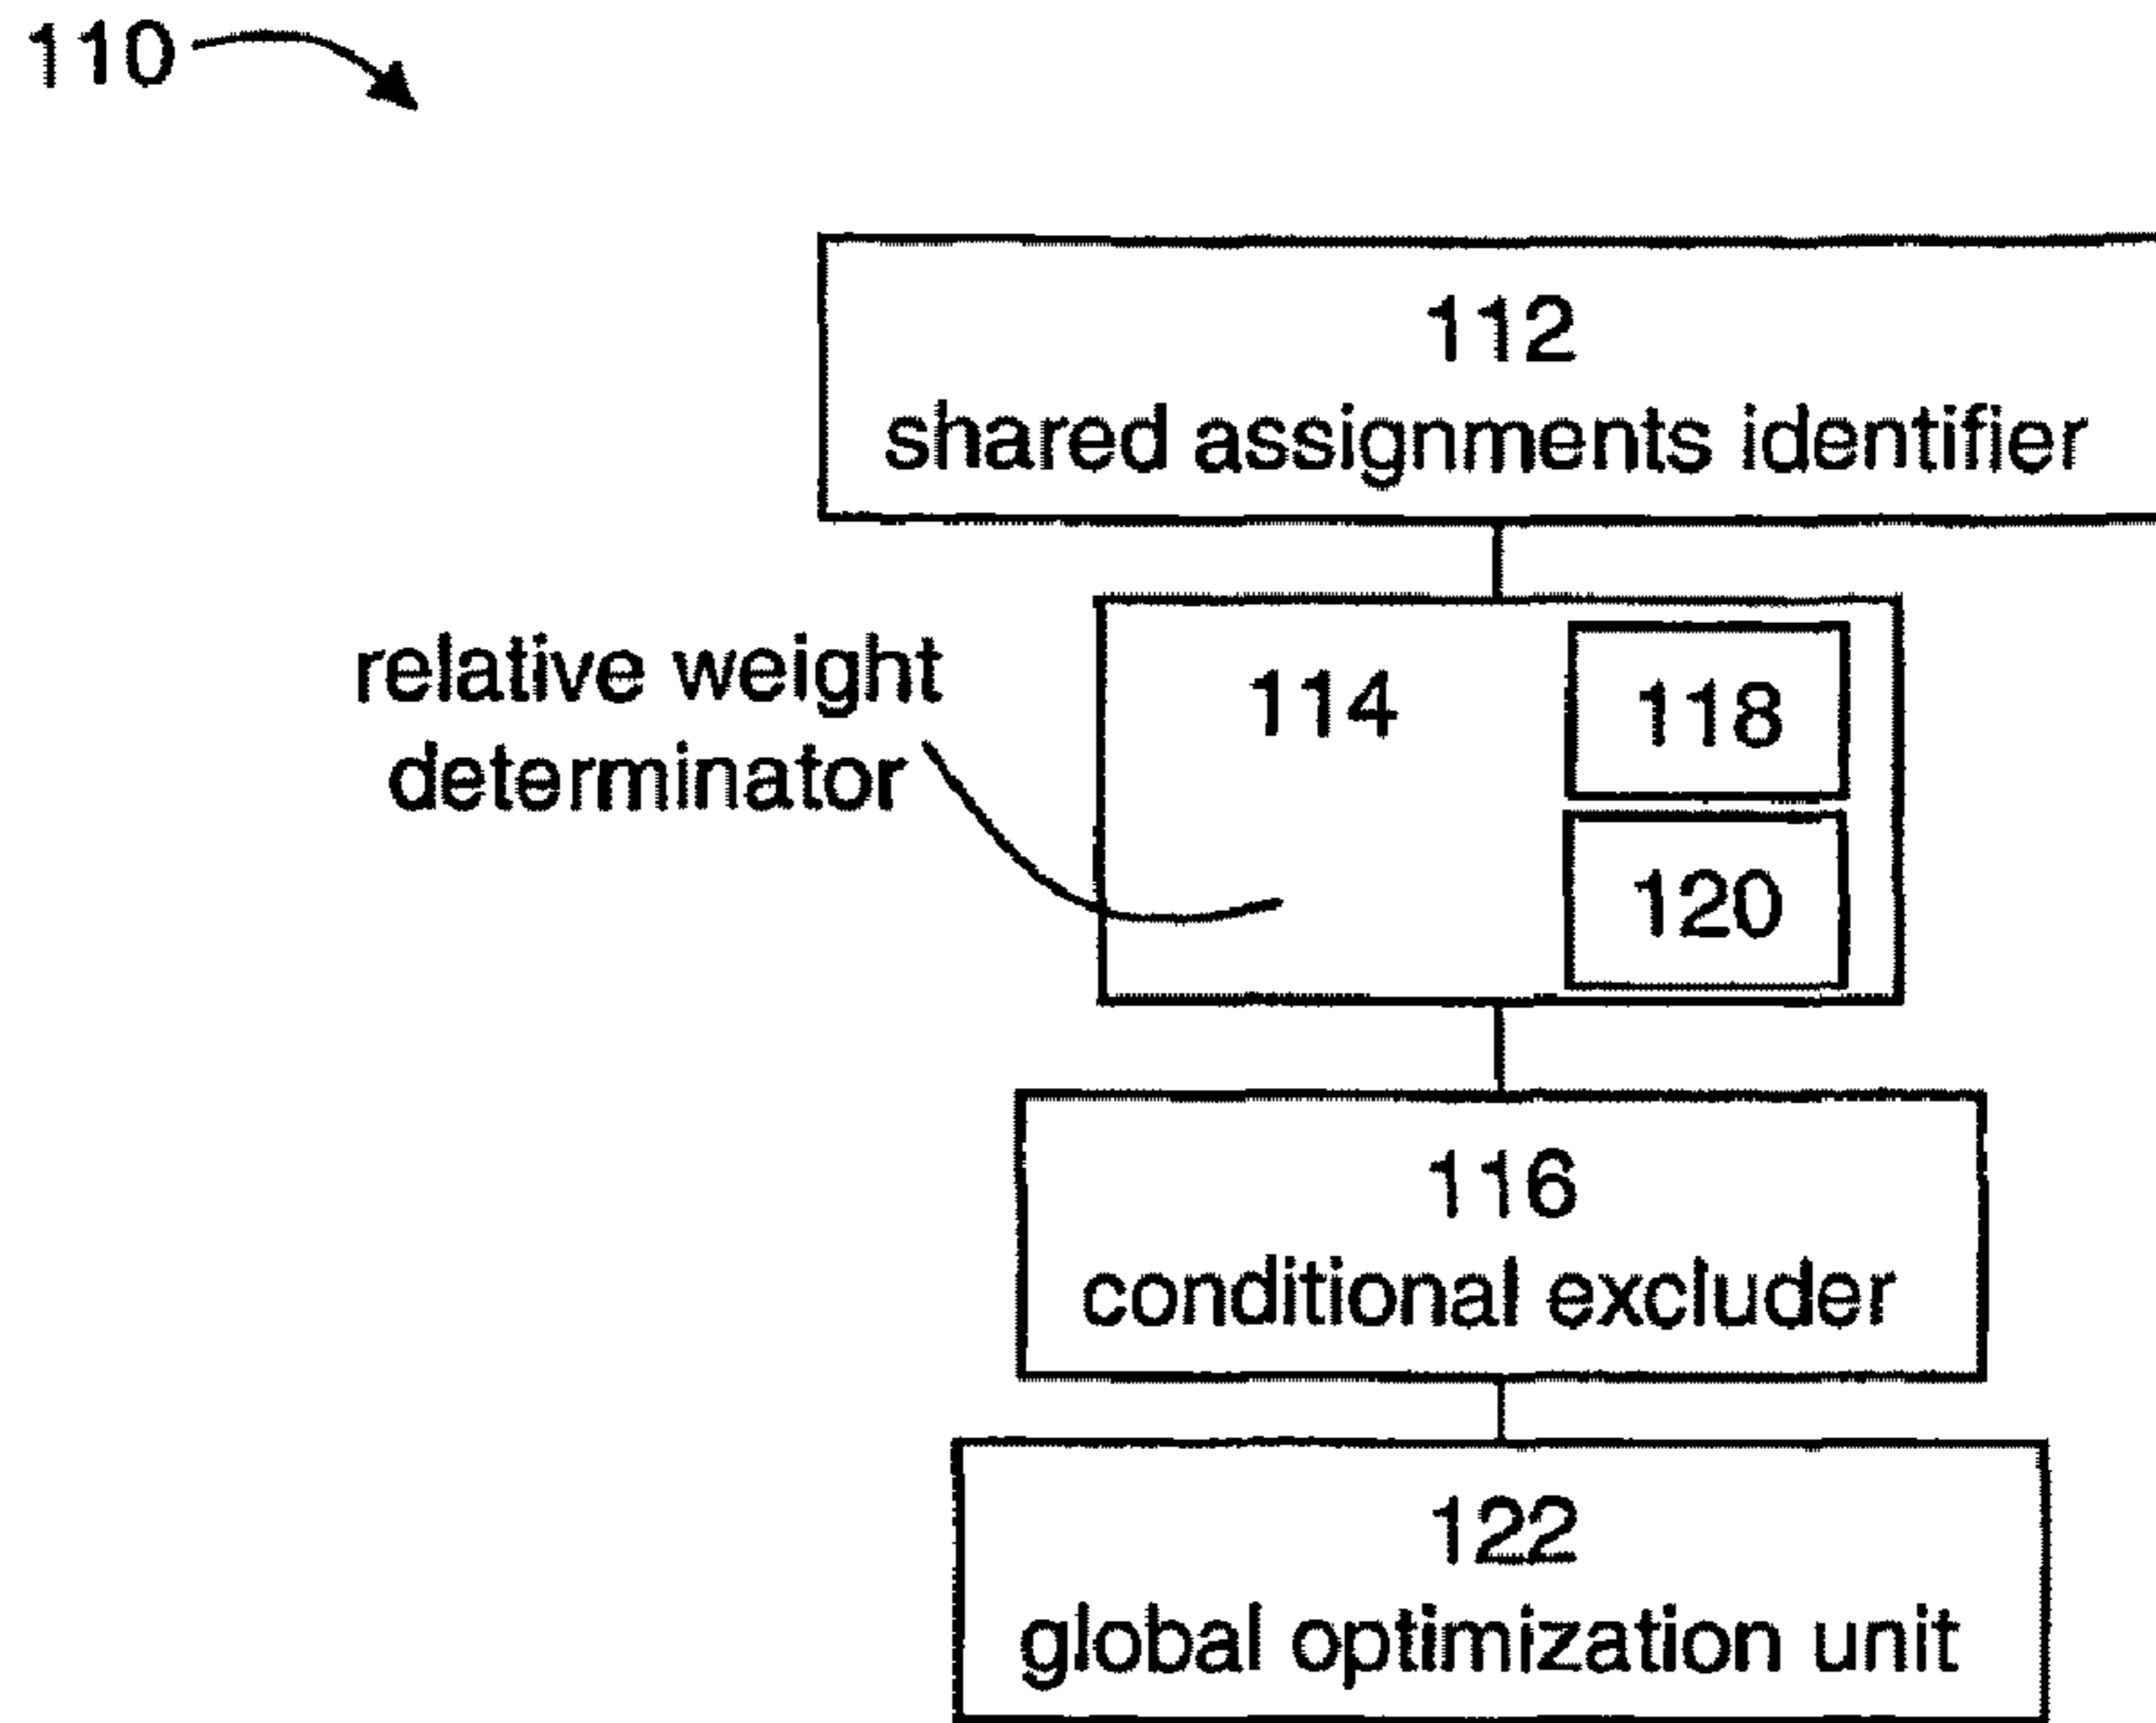 110
112
shared assignments identifier
relative weight
determinator
114
118
120
116
conditional excluder
122
global optimization unit